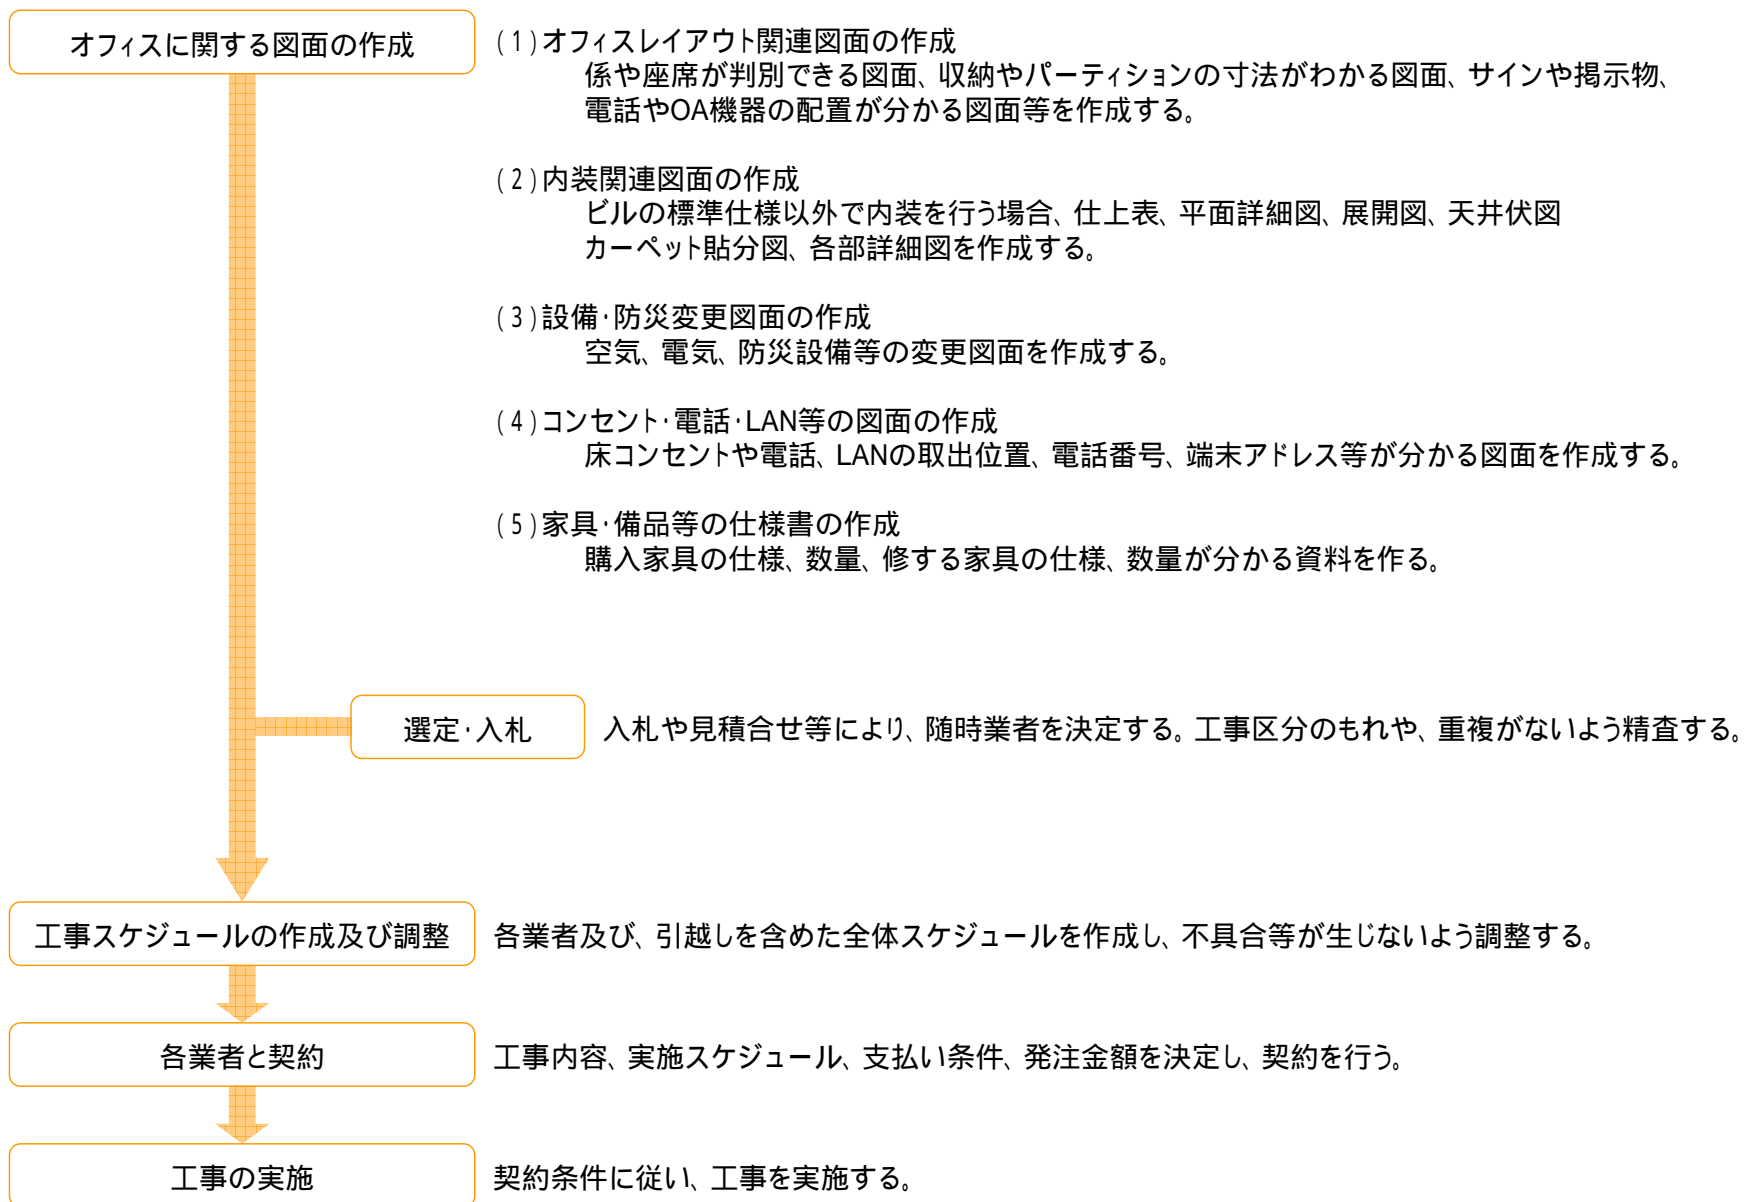 オフィスに関する図面の作成
(1)オフィスレイアウト関連図面の作成
係や座席が判別できる図面、収納やパーティションの寸法がわかる図面、サインや掲示物、
電話やOA機器の配置が分かる図面等を作成する。
(2)内装関連図面の作成
ビルの標準仕様以外で内装を行う場合、仕上表、平面詳細図、展開図、天井伏図
カーペット貼分図、各部詳細図を作成する。
(3)設備・防災変更図面の作成
空気、電気、防災設備等の変更図面を作成する。
(4)コンセント・電話・LAN等の図面の作成
床コンセントや電話、LANの取出位置、電話番号、端末アドレス等が分かる図面を作成する。
(5)家具・備品等の仕様書の作成
購入家具の仕様、数量、修する家具の仕様、数量が分かる資料を作る。
選定・入札
入札や見積合せ等により、随時業者を決定する。工事区分のもれや、重複がないよう精査する。
工事スケジュールの作成及び調整
各業者及び、引越しを含めた全体スケジュールを作成し、不具合等が生じないよう調整する。
各業者と契約
工事内容、実施スケジュール、支払い条件、発注金額を決定し、契約を行う。
工事の実施
契約条件に従い、工事を実施する。